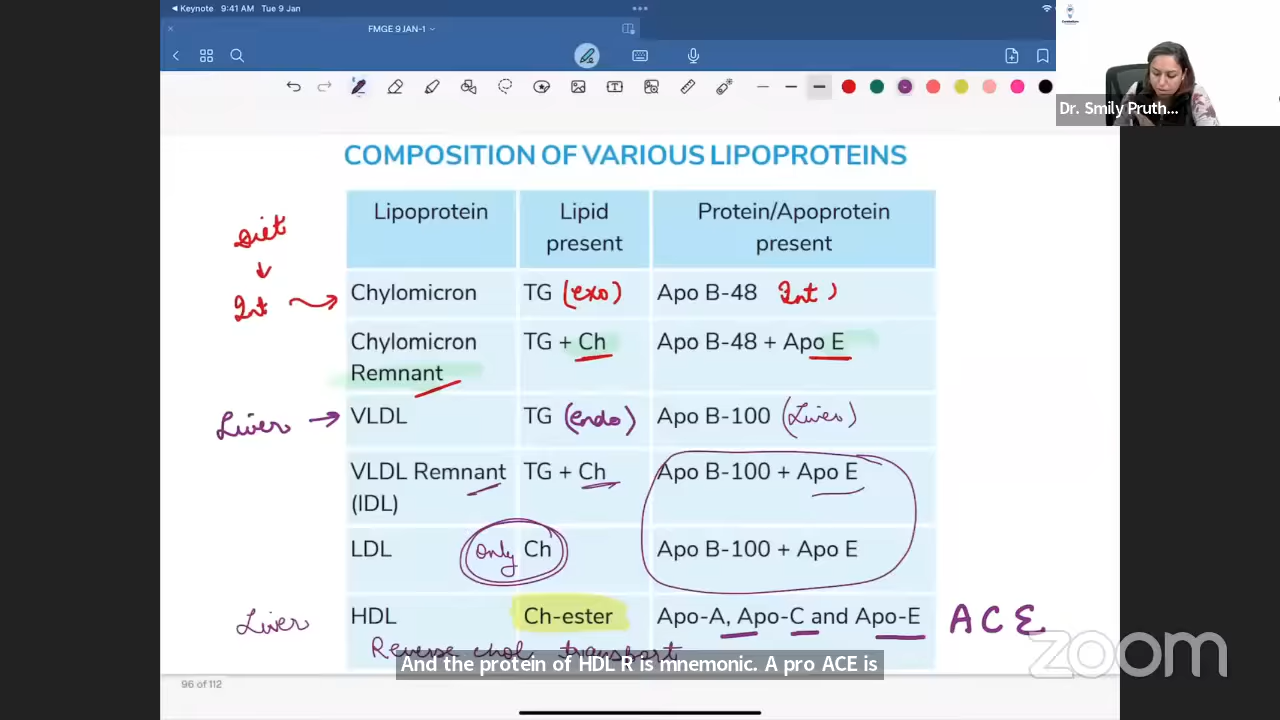 Keynote 9:41 AM Tue 9 Jan
FMGE 9 JAN-1
Dr. Smily Pruth...
COMPOSITION OF VARIOUS LIPOPROTEINS
Lipoprotein
Lipid present
Protein/Apoprotein present
Diet
Int
Chylomicron
TG (exo)
Apo B-48 Int)
Chylomicron Remnant
TG + Ch
Apo B-48 + Apo E
Liver
VLDL
TG (endo)
Apo B-100 (Liver)
VLDL Remnant (IDL)
TG + Ch
Apo B-100 + Apo E
LDL
only Ch
Apo B-100 + Apo E
Liver
HDL
Ch-ester
Apo-A, Apo-C and Apo-E
ACE
Reverse chol transport
And the protein of HDL R is mnemonic. A pro ACE is
zoom
96 of 112